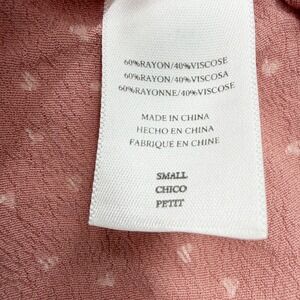 60%RAYON/40%VISCOSE
60%RAYON/40%VISCOSA
60%RAYONNE/40%VISCOSE
MADE IN CHINA
HECHO EN CHINA
FABRIQUE EN CHINE
SMALL
CHICO
PETIT